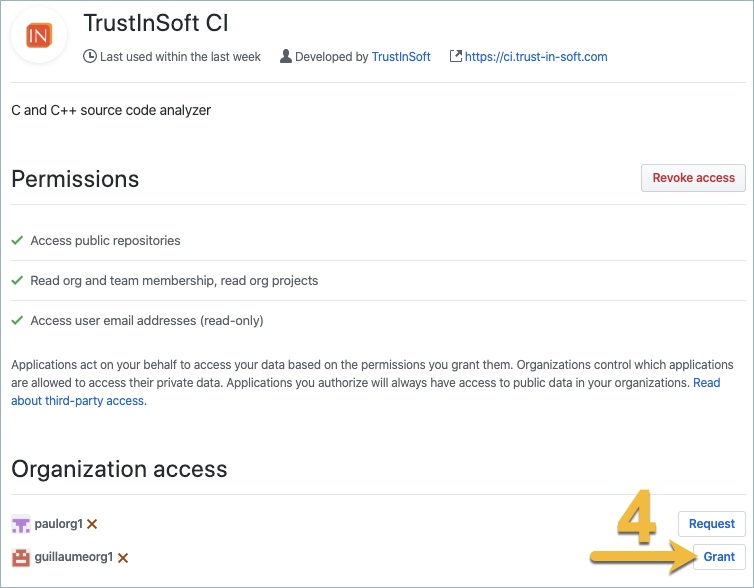 IN
TrustInSoft CI
Last used within the last week Developed by TrustInSoft https://ci.trust-in-soft.com
C and C++ source code analyzer
Permissions Revoke access
Access public repositories
Read org and team membership, read org projects
Access user email addresses (read-only)
Applications act on your behalf to access your data based on the permissions you grant them. Organizations control which applications
are allowed to access their private data. Applications you authorize will always have access to public data in your organizations. Read
about third-party access.
Organization access
paulorg1 Request
4
guillaumeorg1 Grant